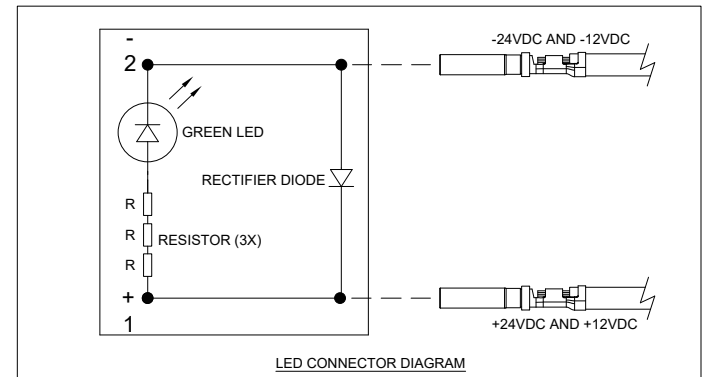 -
2
-24VDC AND -12VDC
GREEN LED
RECTIFIER DIODE
R
R
RESISTOR (3X)
R
+
1
+24VDC AND +12VDC
LED CONNECTOR DIAGRAM